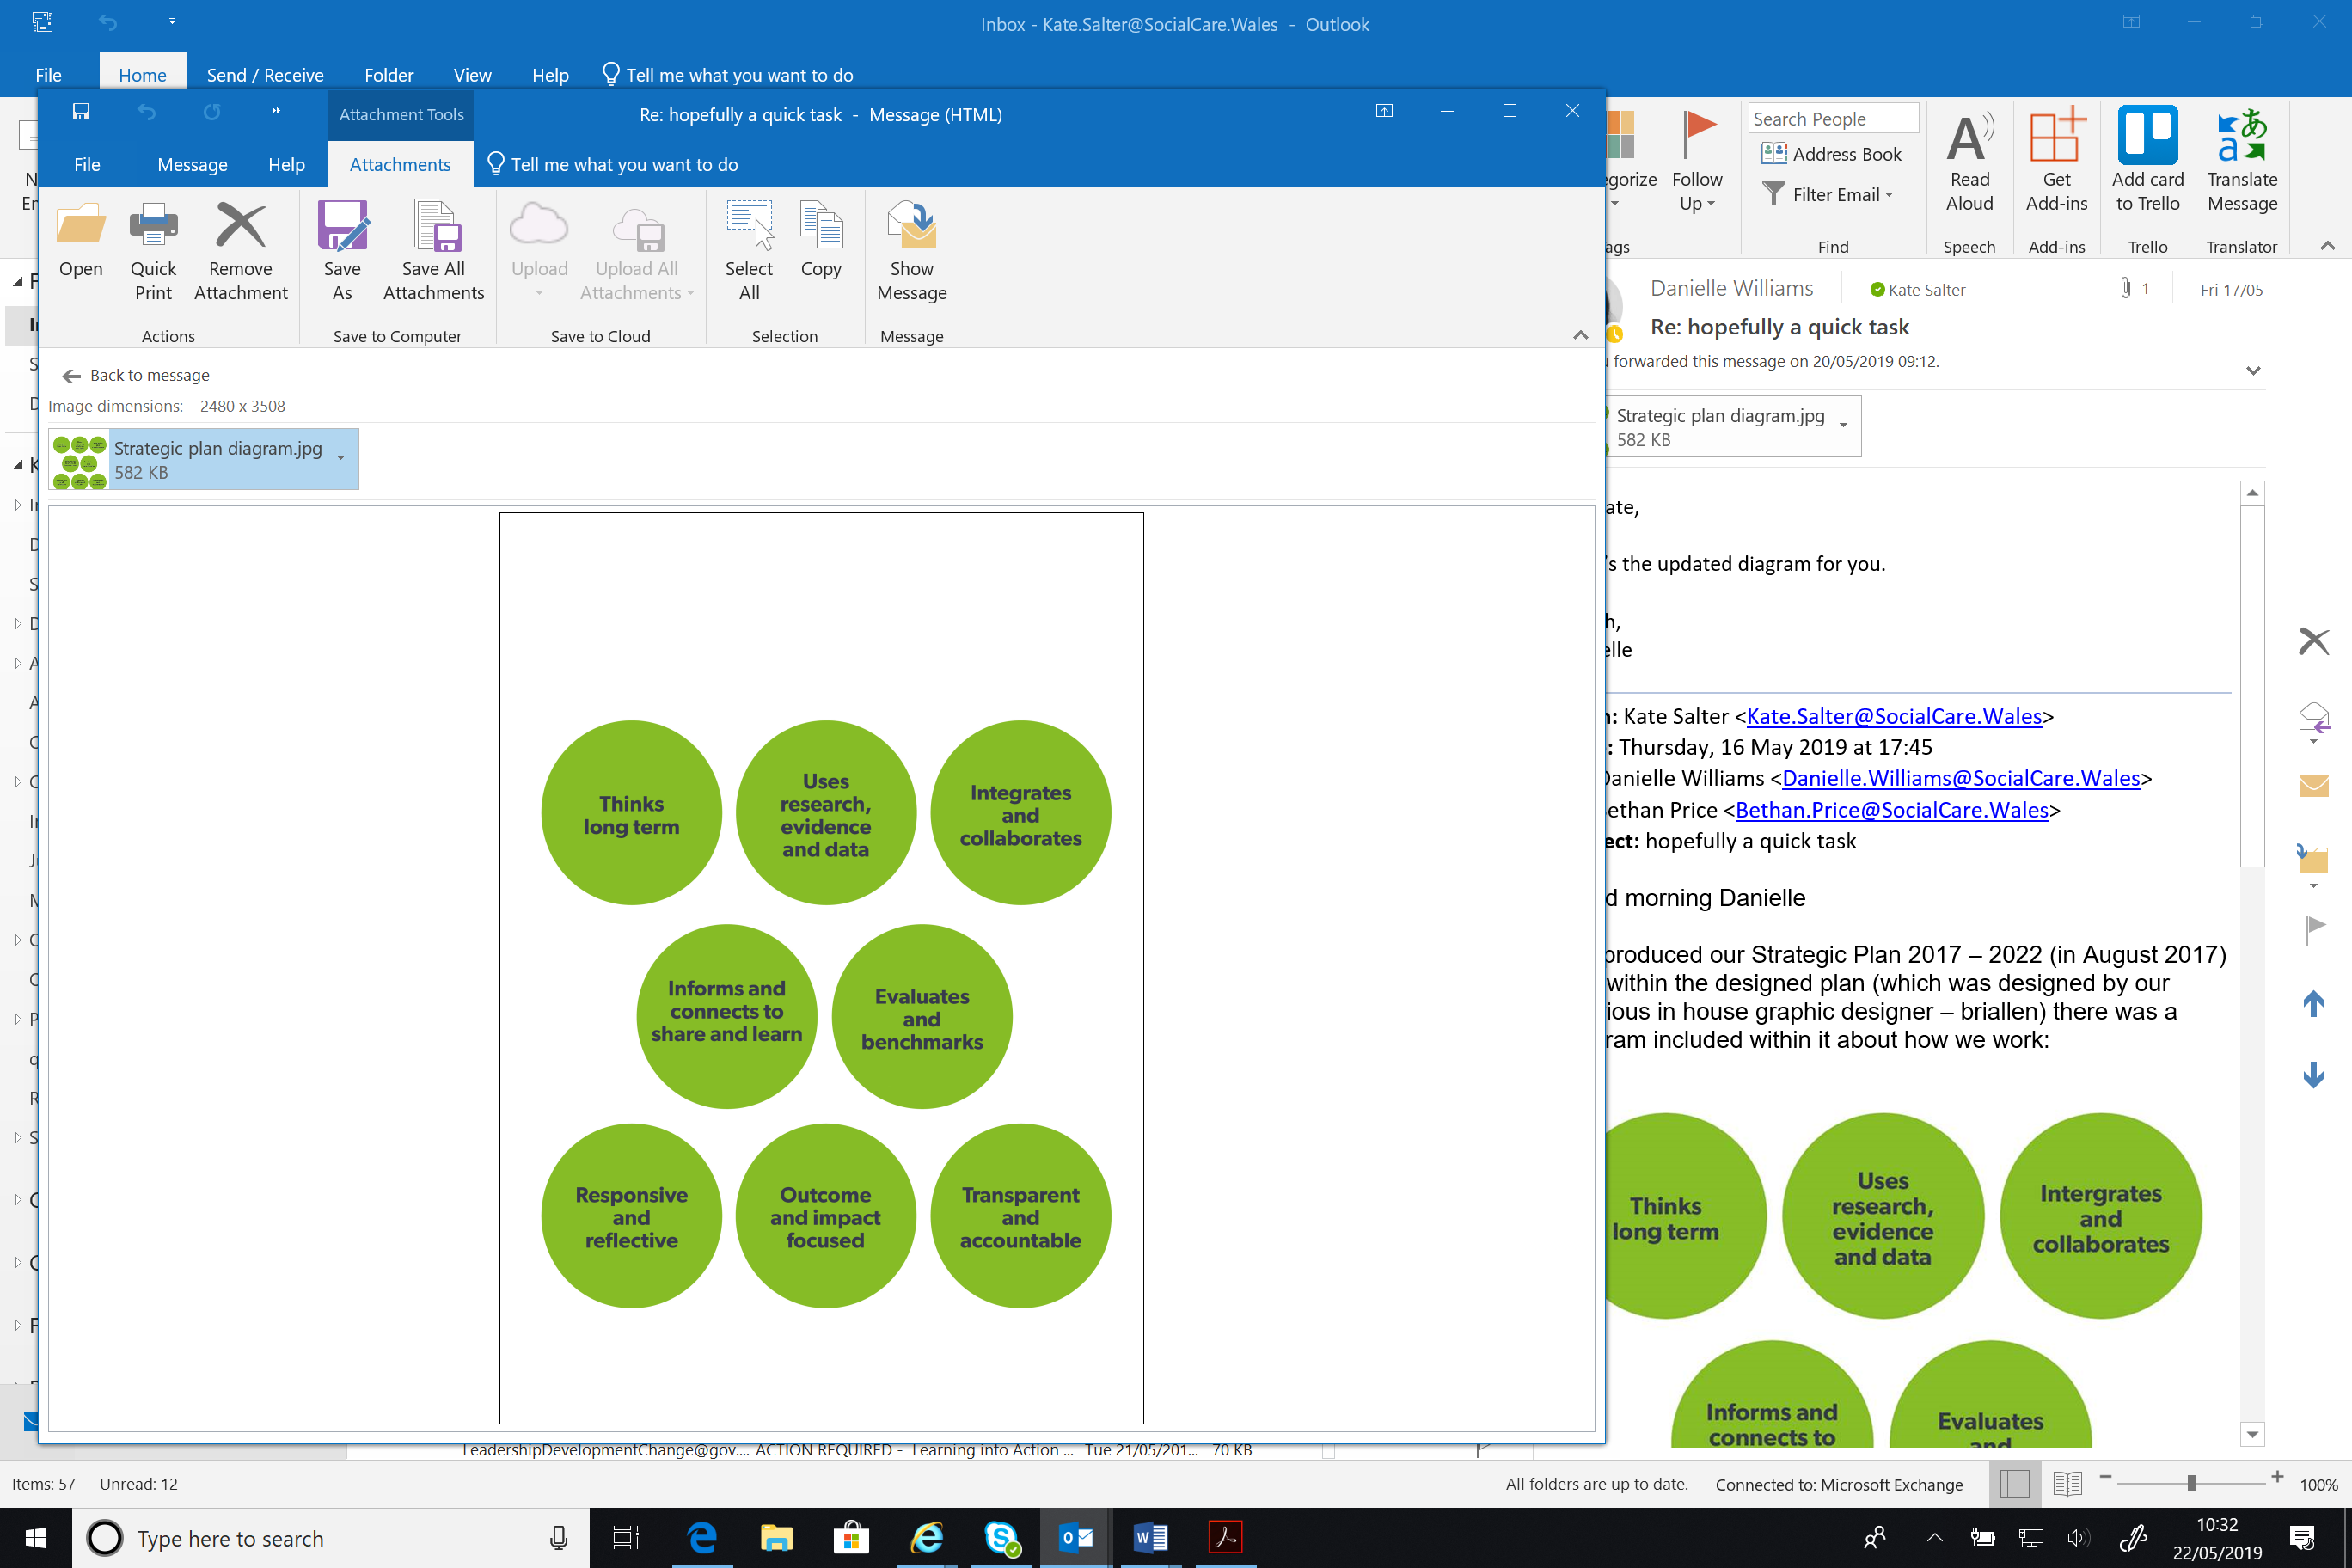 Inbox - Kate.Salter@SocialCare.Wales - Outlook
File Home Send / Receive Folder View Help Tell me what you want to do
Attachment Tools
Re: hopefully a quick task - Message (HTML)
File Message Help Attachments Tell me what you want to do
Open
Quick Print
Remove Attachment
Actions
Save As
Save All Attachments
Save to Computer
Upload
Upload All Attachments
Save to Cloud
Select All
Copy
Selection
Show Message
Message
Follow Up
Search People
Address Book
Filter Email
Find
Read Aloud
Speech
Get Add-ins
Add-ins
Add card to Trello
Trello
Translate Message
Translator
Back to message
Image dimensions: 2480 x 3508
Strategic plan diagram.jpg
582 KB
Thinks
long term
Uses
research,
evidence
and data
Integrates
and
collaborates
Informs and
connects to
share and learn
Evaluates
and
benchmarks
Responsive
and
reflective
Outcome
and impact
focused
Transparent
and
accountable
Danielle Williams
Kate Salter
1
Fri 17/05
Re: hopefully a quick task
forwarded this message on 20/05/2019 09:12.
Strategic plan diagram.jpg
582 KB
ate,
's the updated diagram for you.
h,
elle
Kate Salter <Kate.Salter@SocialCare.Wales>
: Thursday, 16 May 2019 at 17:45
Danielle Williams <Danielle.Williams@SocialCare.Wales>
Bethan Price <Bethan.Price@SocialCare.Wales>
ect: hopefully a quick task
d morning Danielle
produced our Strategic Plan 2017 – 2022 (in August 2017)
within the designed plan (which was designed by our
ious in house graphic designer – briallen) there was a
ram included within it about how we work:
Thinks
long term
Uses
research,
evidence
and data
Intergrates
and
collaborates
Informs and
connects to
Evaluates
and
LeadershipDevelopmentChange@gov.... ACTION REQUIRED - Learning into Action ... Tue 21/05/201... 70 KB
Items: 57 Unread: 12
All folders are up to date. Connected to: Microsoft Exchange
100%
Type here to search
10:32
22/05/2019